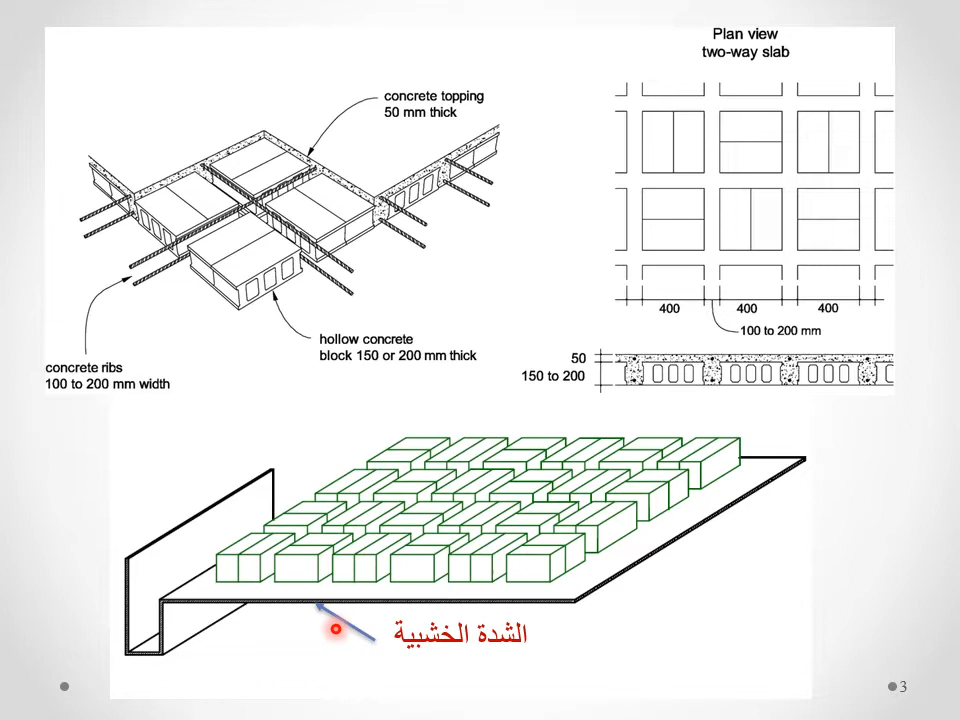 Plan view
two-way slab
concrete topping
50 mm thick
400
400
400
100 to 200 mm
hollow concrete
block 150 or 200 mm thick
concrete ribs
100 to 200 mm width
50
150 to 200
الشدة الخشبية
3